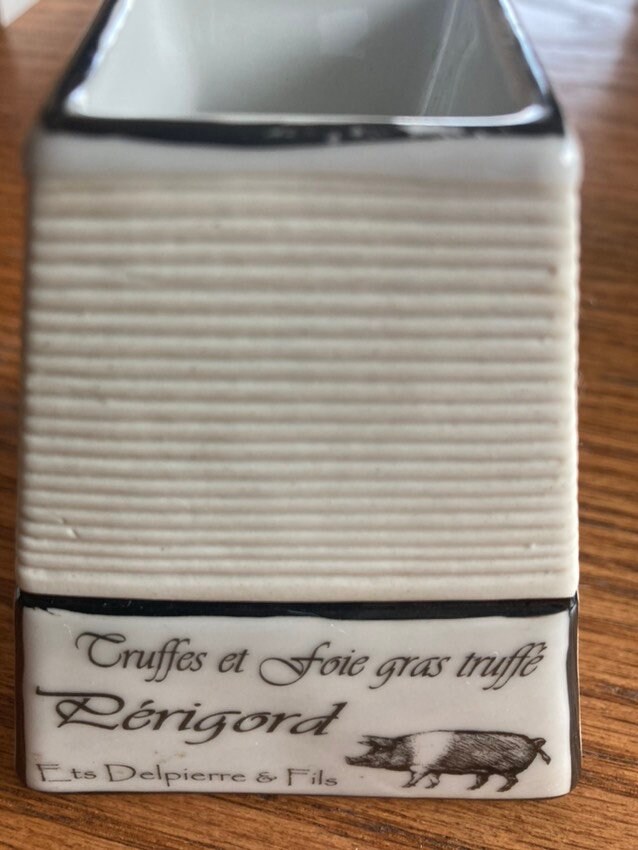 Truffes et Foie gras truffé
Périgord
Ets Delpierre & Fils